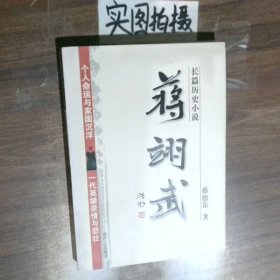 实图拍摄
长篇历史小说
蒋翊武
蔡德东 著
个人命运与家国沉浮
一代英雄豪情与悲壮